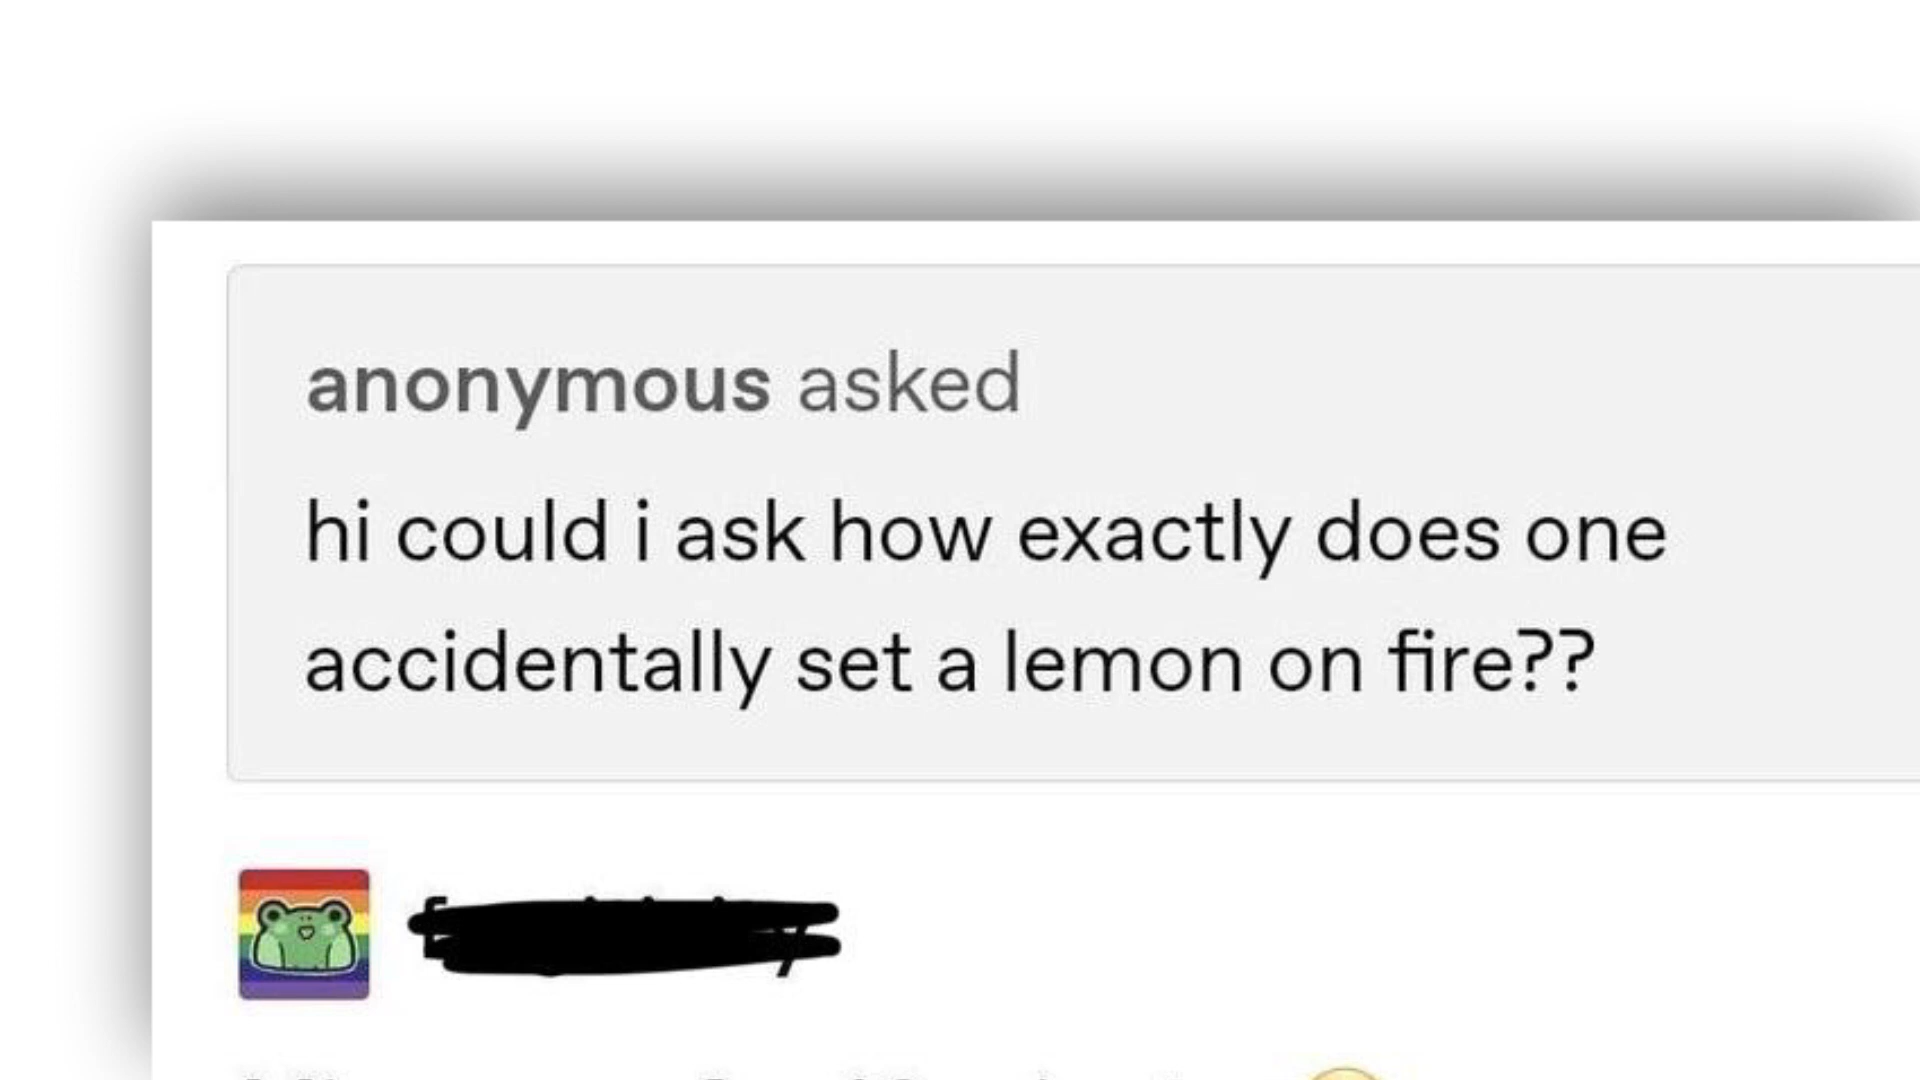 anonymous asked
hi could i ask how exactly does one
accidentally set a lemon on fire??